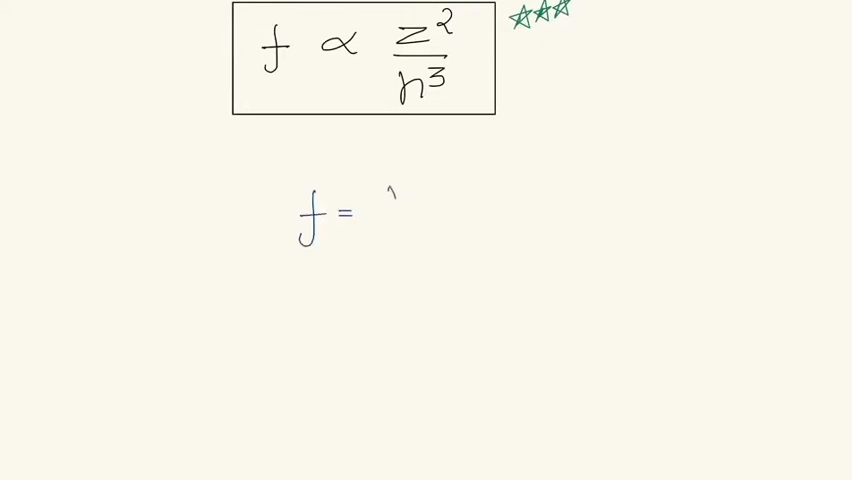 f ∝ z²/n³
f =